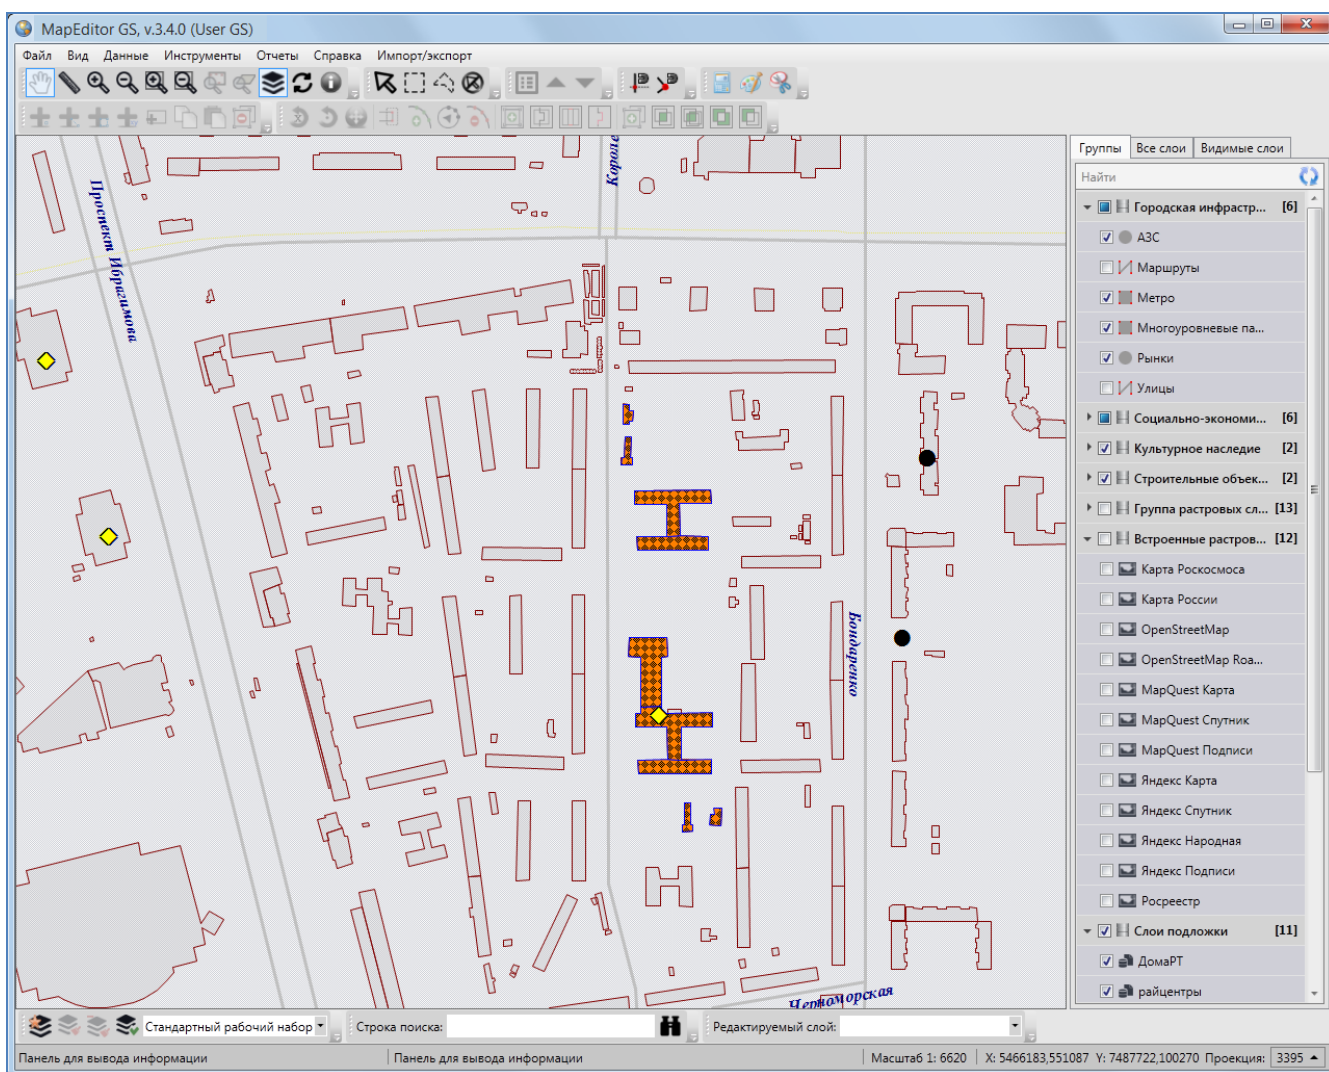 MapEditor GS, v.3.4.0 (User GS)
Файл Вид Данные Инструменты Отчеты Справка Импорт/экспорт
Проспект Ибрагимова
Короле
Бондаренко
Черноморская
Группы Все слои Видимые слои
Найти
Городская инфрастр... [6]
АЗС
Маршруты
Метро
Многоуровневые па...
Рынки
Улицы
Социально-экономи... [6]
Культурное наследие [2]
Строительные объек... [2]
Группа растровых сл... [13]
Встроенные растров... [12]
Карта Роскосмоса
Карта России
OpenStreetMap
OpenStreetMap Roa...
MapQuest Карта
MapQuest Спутник
MapQuest Подписи
Яндекс Карта
Яндекс Спутник
Яндекс Народная
Яндекс Подписи
Росреестр
Слои подложки [11]
ДомаРТ
райцентры
Стандартный рабочий набор Строка поиска: Редактируемый слой:
Панель для вывода информации Панель для вывода информации Масштаб 1: 6620 X: 5466183,551087 Y: 7487722,100270 Проекция: 3395